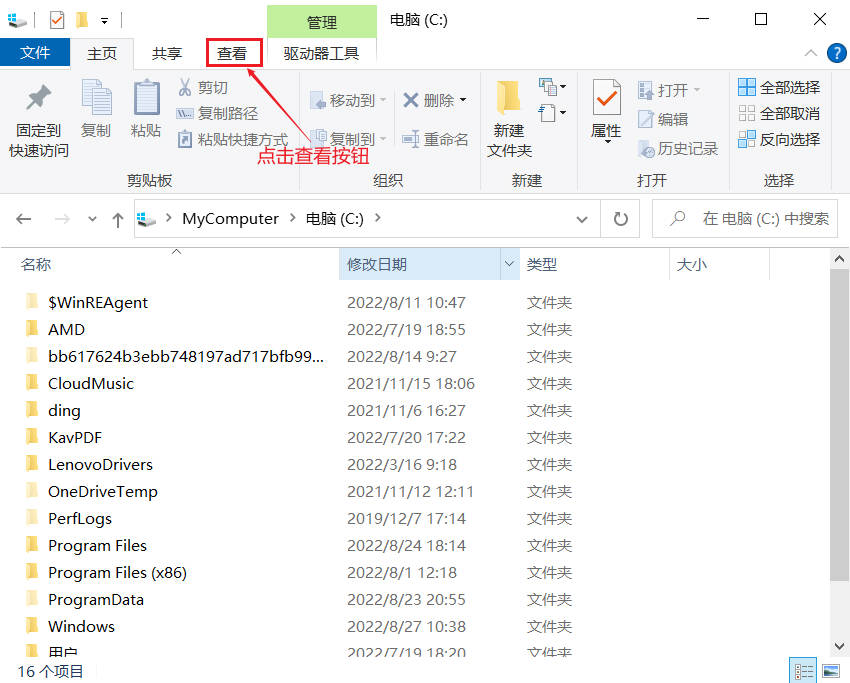 管理
电脑 (C:)
文件 主页 共享 查看 驱动器工具
固定到快速访问
复制
粘贴
剪切
复制路径
粘贴快捷方式
剪贴板
移动到
复制到
删除
重命名
组织
新建文件夹
新建
属性
打开
编辑
历史记录
打开
全部选择
全部取消
反向选择
选择
点击查看按钮
MyComputer 电脑 (C:)
在 电脑 (C:) 中搜索
名称 修改日期 类型 大小
$WinREAgent 2022/8/11 10:47 文件夹
AMD 2022/7/19 18:55 文件夹
bb617624b3ebb748197ad717bfb99... 2022/8/14 9:27 文件夹
CloudMusic 2021/11/15 18:06 文件夹
ding 2021/11/6 16:27 文件夹
KavPDF 2022/7/20 17:22 文件夹
LenovoDrivers 2022/3/16 9:18 文件夹
OneDriveTemp 2021/11/12 12:11 文件夹
PerfLogs 2019/12/7 17:14 文件夹
Program Files 2022/8/24 18:14 文件夹
Program Files (x86) 2022/8/1 12:18 文件夹
ProgramData 2022/8/23 20:55 文件夹
Windows 2022/8/27 10:38 文件夹
用户 2022/7/19 18:20 文件夹
16 个项目